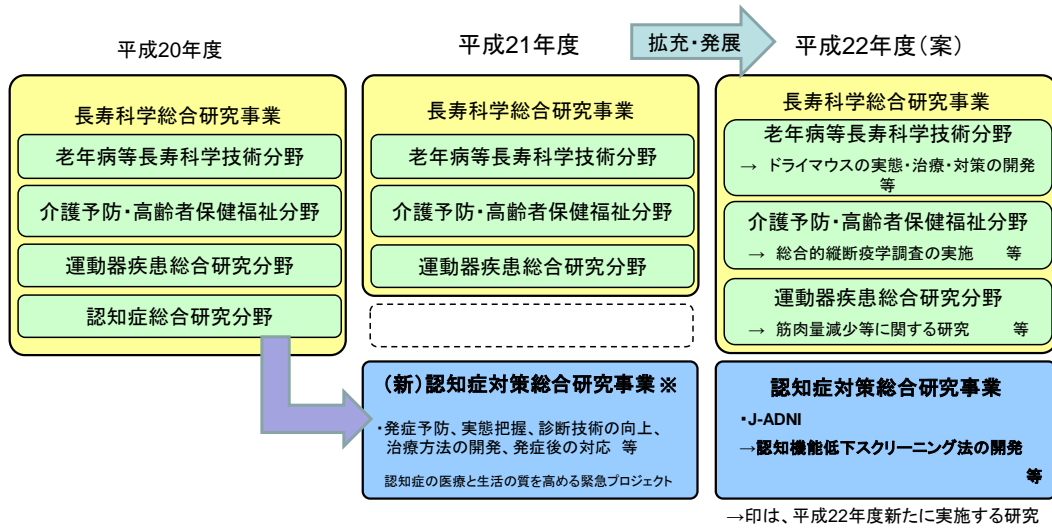 平成20年度
長寿科学総合研究事業
老年病等長寿科学技術分野
介護予防・高齢者保健福祉分野
運動器疾患総合研究分野
認知症総合研究分野
平成21年度
長寿科学総合研究事業
老年病等長寿科学技術分野
介護予防・高齢者保健福祉分野
運動器疾患総合研究分野
（新）認知症対策総合研究事業※
・発症予防、実態把握、診断技術の向上、
治療方法の開発、発症後の対応 等
認知症の医療と生活の質を高める緊急プロジェクト
拡充・発展
平成22年度（案）
長寿科学総合研究事業
老年病等長寿科学技術分野
→ ドライマウスの実態・治療・対策の開発
等
介護予防・高齢者保健福祉分野
→ 総合的縦断疫学調査の実施 等
運動器疾患総合研究分野
→ 筋肉量減少等に関する研究 等
認知症対策総合研究事業
・J-ADNI
→認知機能低下スクリーニング法の開発
等
→印は、平成22年度新たに実施する研究